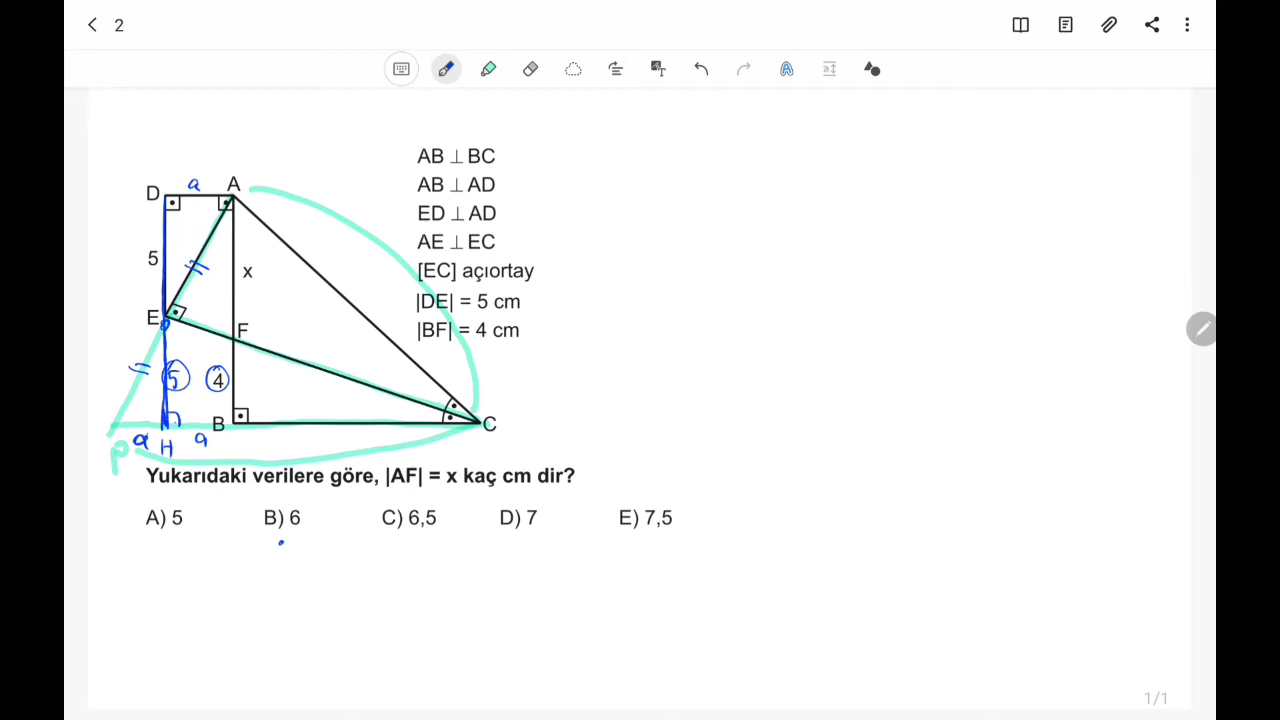 2
AB ⊥ BC
AB ⊥ AD
ED ⊥ AD
AE ⊥ EC
[EC] açıortay
|DE| = 5 cm
|BF| = 4 cm
D a A
5
x
E
F
5 4
B
C
a H a
P
Yukarıdaki verilere göre, |AF| = x kaç cm dir?
A) 5 B) 6 C) 6,5 D) 7 E) 7,5
1/1